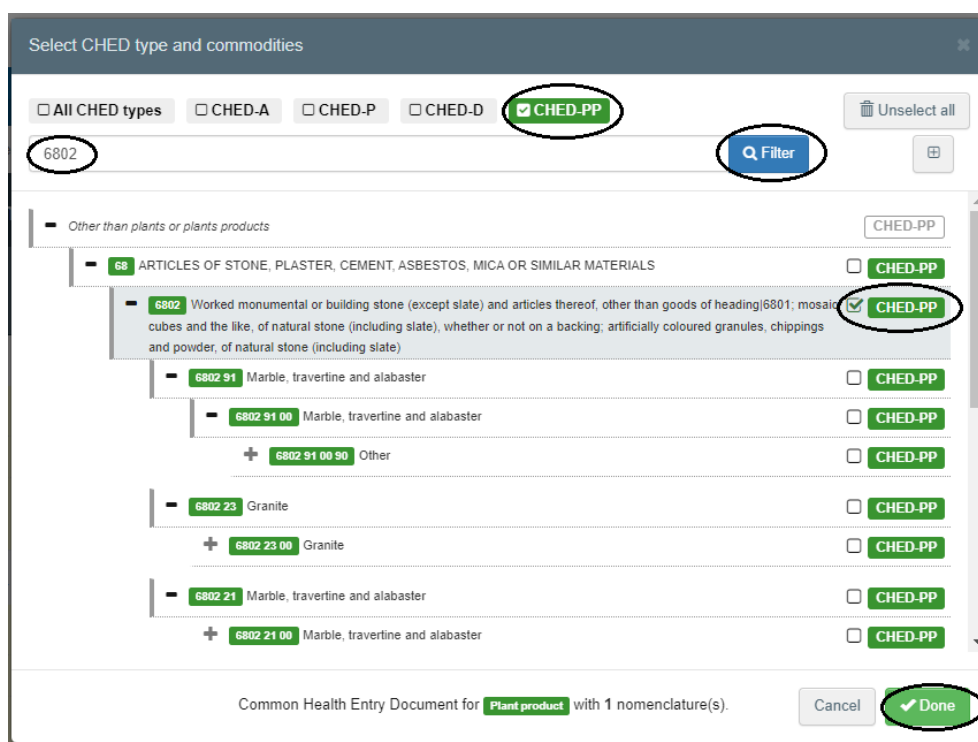 Select CHED type and commodities
All CHED types CHED-A CHED-P CHED-D CHED-PP Unselect all
6802 Filter
Other than plants or plants products CHED-PP
68 ARTICLES OF STONE, PLASTER, CEMENT, ASBESTOS, MICA OR SIMILAR MATERIALS CHED-PP
6802 Worked monumental or building stone (except slate) and articles thereof, other than goods of heading|6801; mosaic CHED-PP
cubes and the like, of natural stone (including slate), whether or not on a backing; artificially coloured granules, chippings
and powder, of natural stone (including slate)
6802 91 Marble, travertine and alabaster CHED-PP
6802 91 00 Marble, travertine and alabaster CHED-PP
6802 91 00 90 Other CHED-PP
6802 23 Granite CHED-PP
6802 23 00 Granite CHED-PP
6802 21 Marble, travertine and alabaster CHED-PP
6802 21 00 Marble, travertine and alabaster CHED-PP
Common Health Entry Document for Plant product with 1 nomenclature(s). Cancel Done